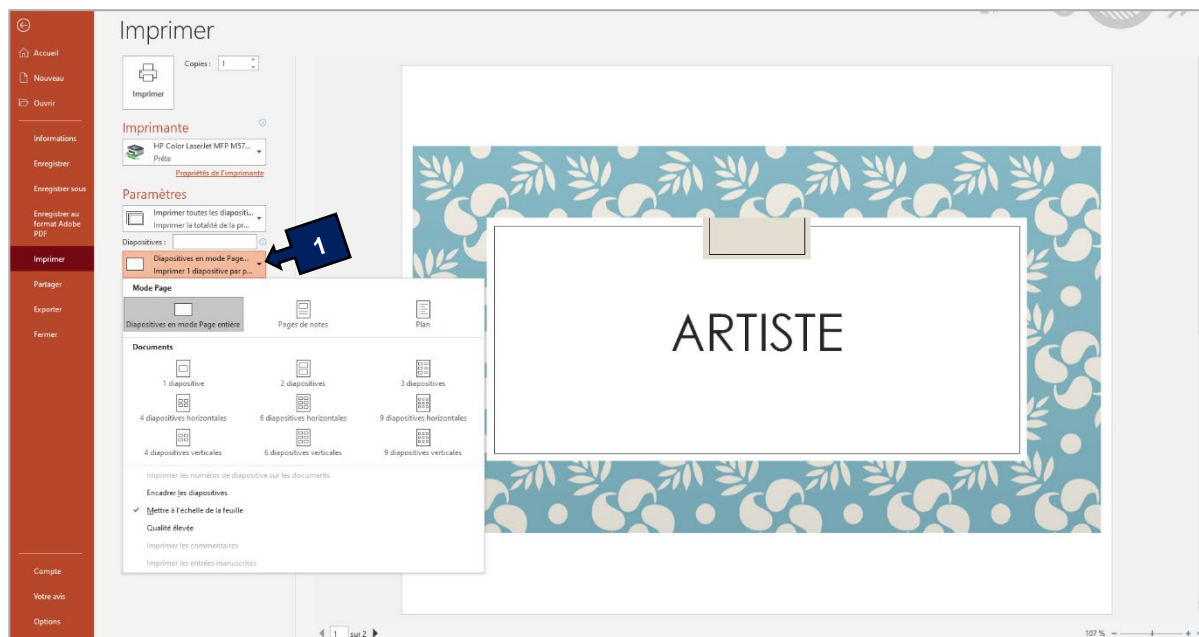 Imprimer
Accueil
Nouveau
Ouvrir
Informations
Enregistrer
Enregistrer sous
Enregistrer au
format Adobe
PDF
Imprimer
Partager
Exporter
Fermer
Compte
Votre avis
Options
Copies : 1
Imprimer
Imprimante
HP Color LaserJet MFP M57...
Prête
Propriétés de l'imprimante
Paramètres
Imprimer toutes les diapositi...
Imprimer la totalité de la pr...
Diapositives :
Diapositives en mode Page...
Imprimer 1 diapositive par p...
1
Mode Page
Diapositives en mode Page entière
Pages de notes
Plan
Documents
1 diapositive
2 diapositives
3 diapositives
4 diapositives horizontales
6 diapositives horizontales
9 diapositives horizontales
4 diapositives verticales
6 diapositives verticales
9 diapositives verticales
Imprimer les numéros de diapositive sur les documents
Encadrer les diapositives
Mettre à l'échelle de la feuille
Qualité élevée
Imprimer les commentaires
Imprimer les entrées manuscrites
ARTISTE
1 sur 2
107 %